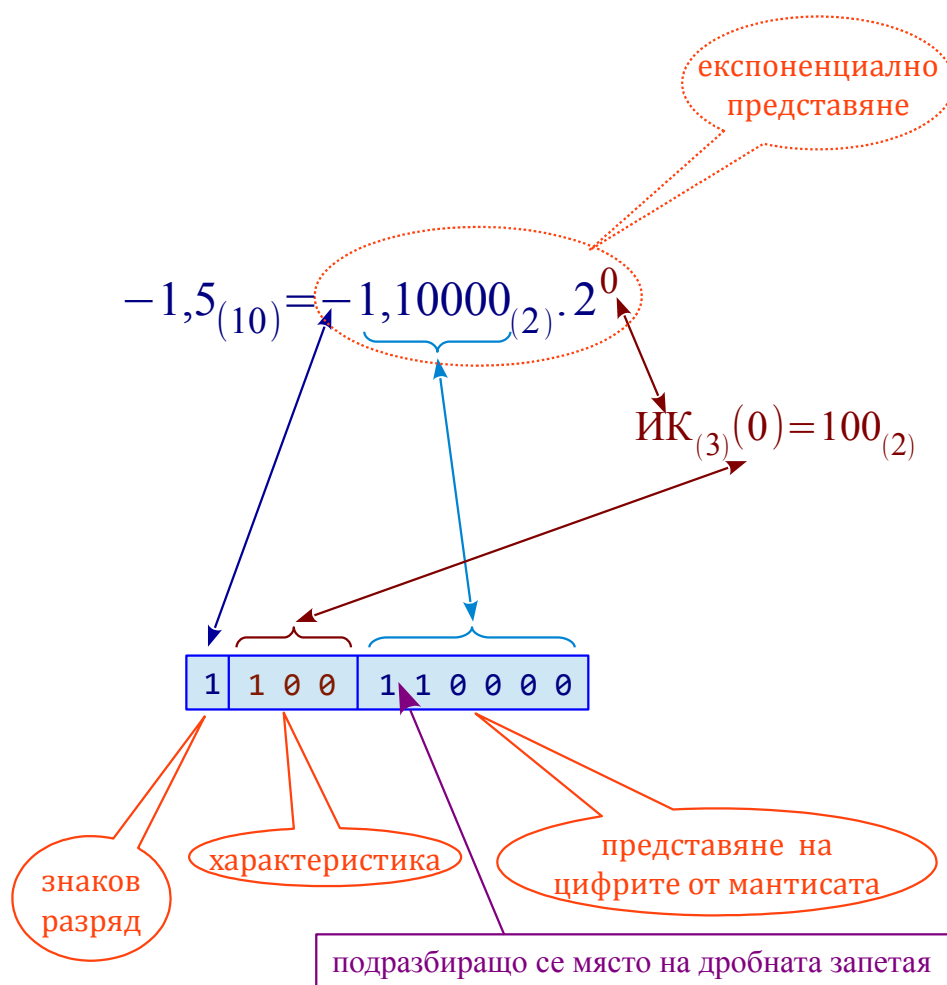 експоненциално
представяне
−1,5(10)=−1,10000(2).2⁰
ИК(3)(0)=100(2)
1 1 0 0 1 1 0 0 0 0
характеристика
знаков
разряд
представяне на
цифрите от мантисата
подразбиращо се място на дробната запетая